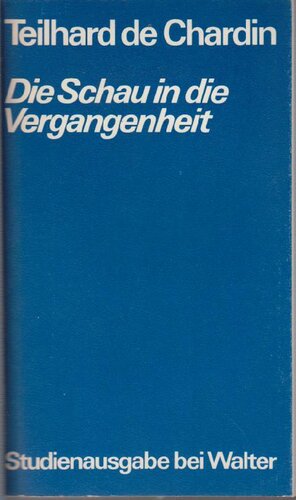 Teilhard de Chardin
Die Schau in die
Vergangenheit
Studienausgabe bei Walter